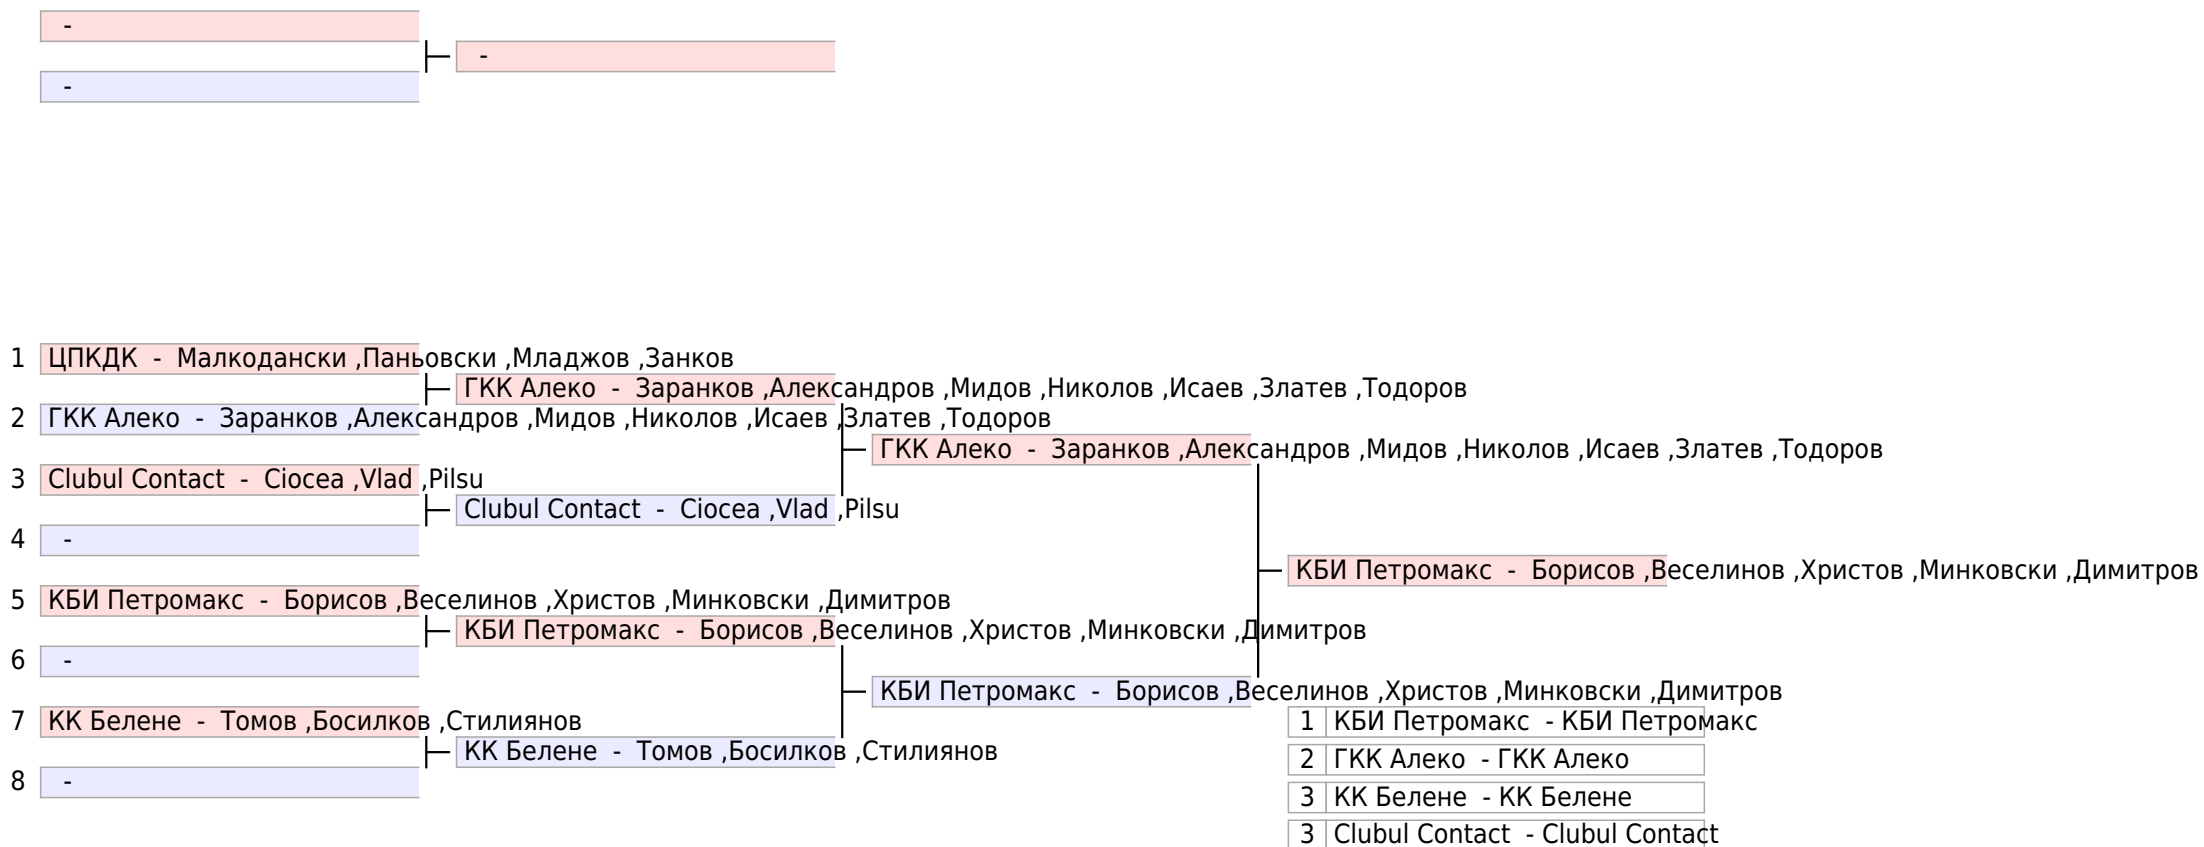 -
-
-
1 ЦПКДК - Малкодански ,Паньовски ,Младжов ,Занков
ГКК Алеко - Заранков ,Александров ,Мидов ,Николов ,Исаев ,Златев ,Тодоров
2 ГКК Алеко - Заранков ,Александров ,Мидов ,Николов ,Исаев ,Златев ,Тодоров
ГКК Алеко - Заранков ,Александров ,Мидов ,Николов ,Исаев ,Златев ,Тодоров
3 Clubul Contact - Ciocea ,Vlad ,Pilsu
Clubul Contact - Ciocea ,Vlad ,Pilsu
4 -
КБИ Петромакс - Борисов ,Веселинов ,Христов ,Минковски ,Димитров
5 КБИ Петромакс - Борисов ,Веселинов ,Христов ,Минковски ,Димитров
КБИ Петромакс - Борисов ,Веселинов ,Христов ,Минковски ,Димитров
6 -
КБИ Петромакс - Борисов ,Веселинов ,Христов ,Минковски ,Димитров
7 КК Белене - Томов ,Босилков ,Стилиянов
1 КБИ Петромакс - КБИ Петромакс
КК Белене - Томов ,Босилков ,Стилиянов
2 ГКК Алеко - ГКК Алеко
8 -
3 КК Белене - КК Белене
3 Clubul Contact - Clubul Contact